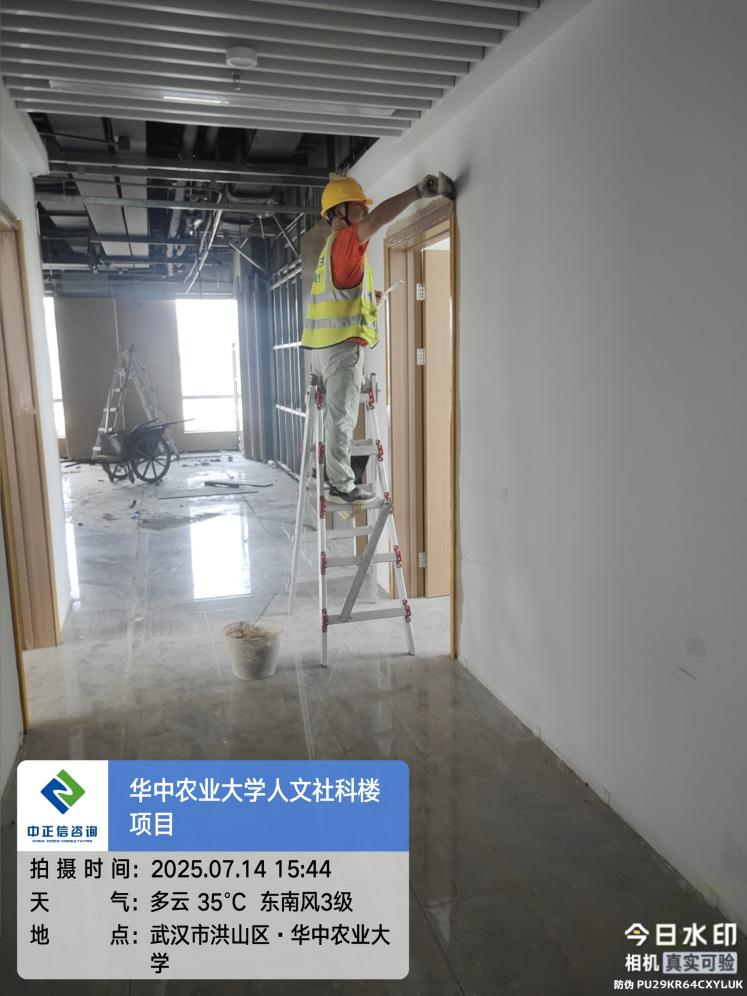 中正信咨询
CHINA ZEXIN CONSULTATION
华中农业大学人文社科楼
项目
拍摄时间: 2025.07.14 15:44
天气: 多云 35℃ 东南风3级
地点: 武汉市洪山区·华中农业大
学
今日水印
相机 真实可验
防伪 PU29KR64CXYLUK